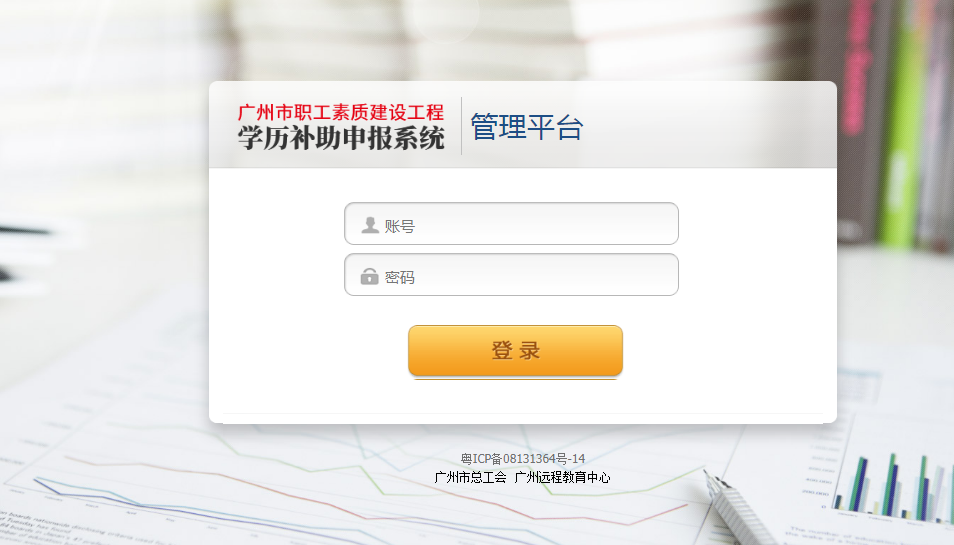 广州市职工素质建设工程
学历补助申报系统
管理平台
账号
密码
登 录
粤ICP备08131364号-14
广州市总工会 广州远程教育中心